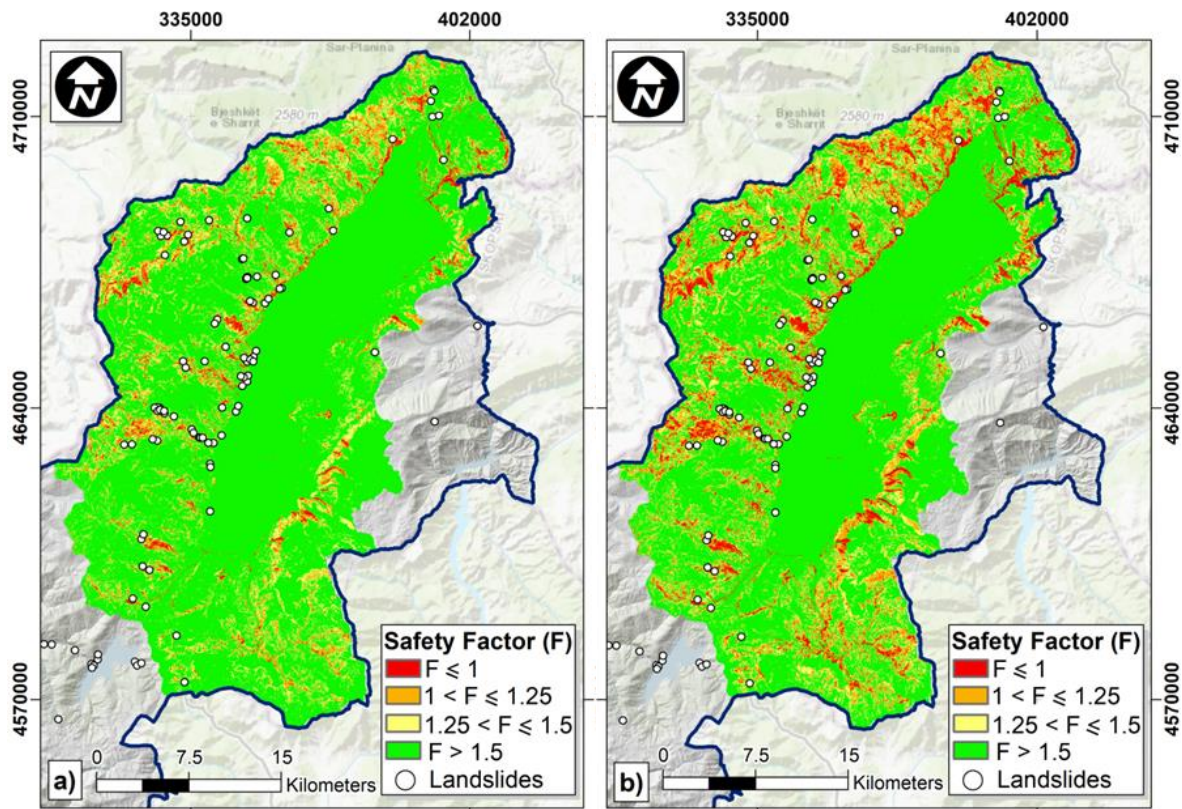 335000
402000
335000
402000
Sar-Planina
Sar-Planina
N
N
4710000
Bjeshkët
e Sharrit
2580 m
Bjeshkët
e Sharrit
2580 m
4710000
4640000
4640000
4570000
4570000
Safety Factor (F)
F ⩽ 1
1 < F ⩽ 1.25
1.25 < F ⩽ 1.5
F > 1.5
Landslides
0
7.5
15
Kilometers
a)
Safety Factor (F)
F ⩽ 1
1 < F ⩽ 1.25
1.25 < F ⩽ 1.5
F > 1.5
Landslides
0
7.5
15
Kilometers
b)